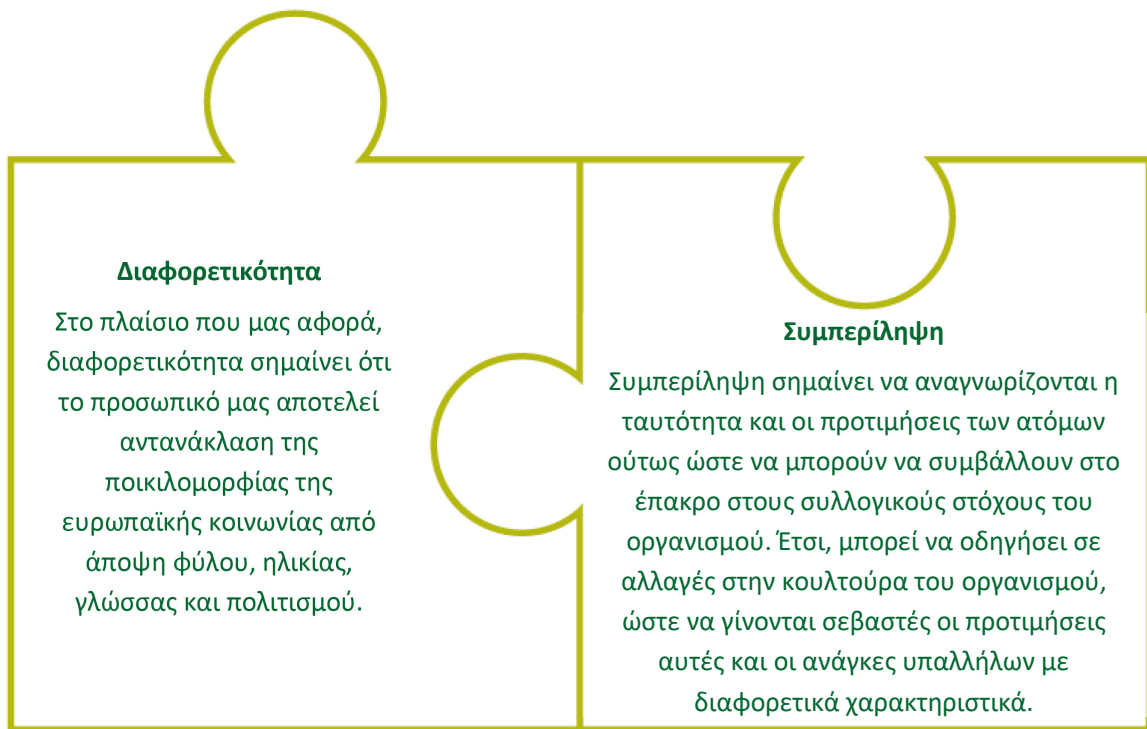 Διαφορετικότητα
Στο πλαίσιο που μας αφορά,
διαφορετικότητα σημαίνει ότι
το προσωπικό μας αποτελεί
αντανάκλαση της
ποικιλομορφίας της
ευρωπαϊκής κοινωνίας από
άποψη φύλου, ηλικίας,
γλώσσας και πολιτισμού.
Συμπερίληψη
Συμπερίληψη σημαίνει να αναγνωρίζονται η
ταυτότητα και οι προτιμήσεις των ατόμων
ούτως ώστε να μπορούν να συμβάλλουν στο
έπακρο στους συλλογικούς στόχους του
οργανισμού. Έτσι, μπορεί να οδηγήσει σε
αλλαγές στην κουλτούρα του οργανισμού,
ώστε να γίνονται σεβαστές οι προτιμήσεις
αυτές και οι ανάγκες υπαλλήλων με
διαφορετικά χαρακτηριστικά.